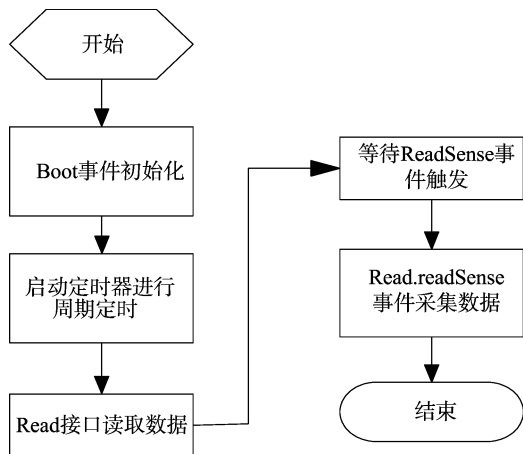 开始
Boot事件初始化
启动定时器进行
周期定时
Read接口读取数据
等待ReadSense事
件触发
Read.readSense
事件采集数据
结束